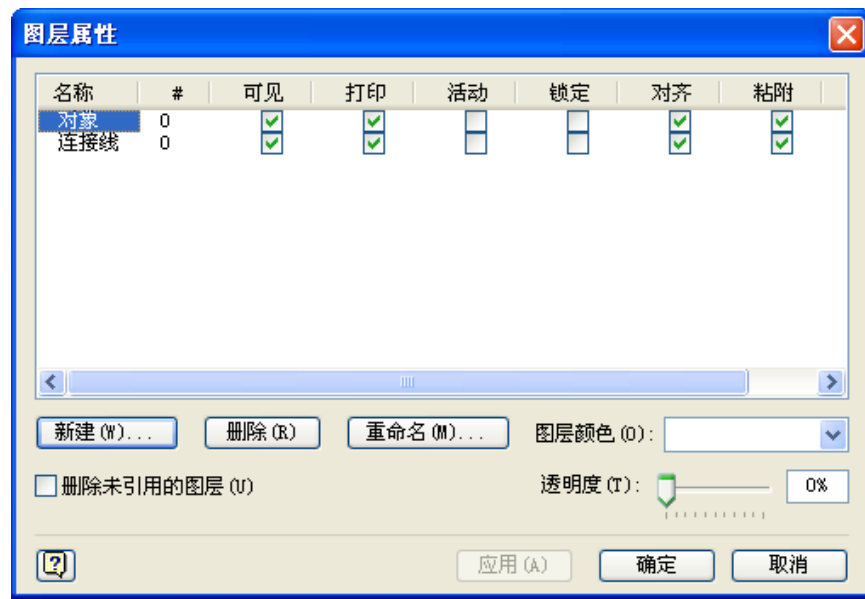 图层属性
名称 # 可见 打印 活动 锁定 对齐 粘附
对象 0
连接线 0
新建(W)... 删除(R) 重命名(M)... 图层颜色(O):
删除未引用的图层(U) 透明度(T): 0%
应用(A) 确定 取消